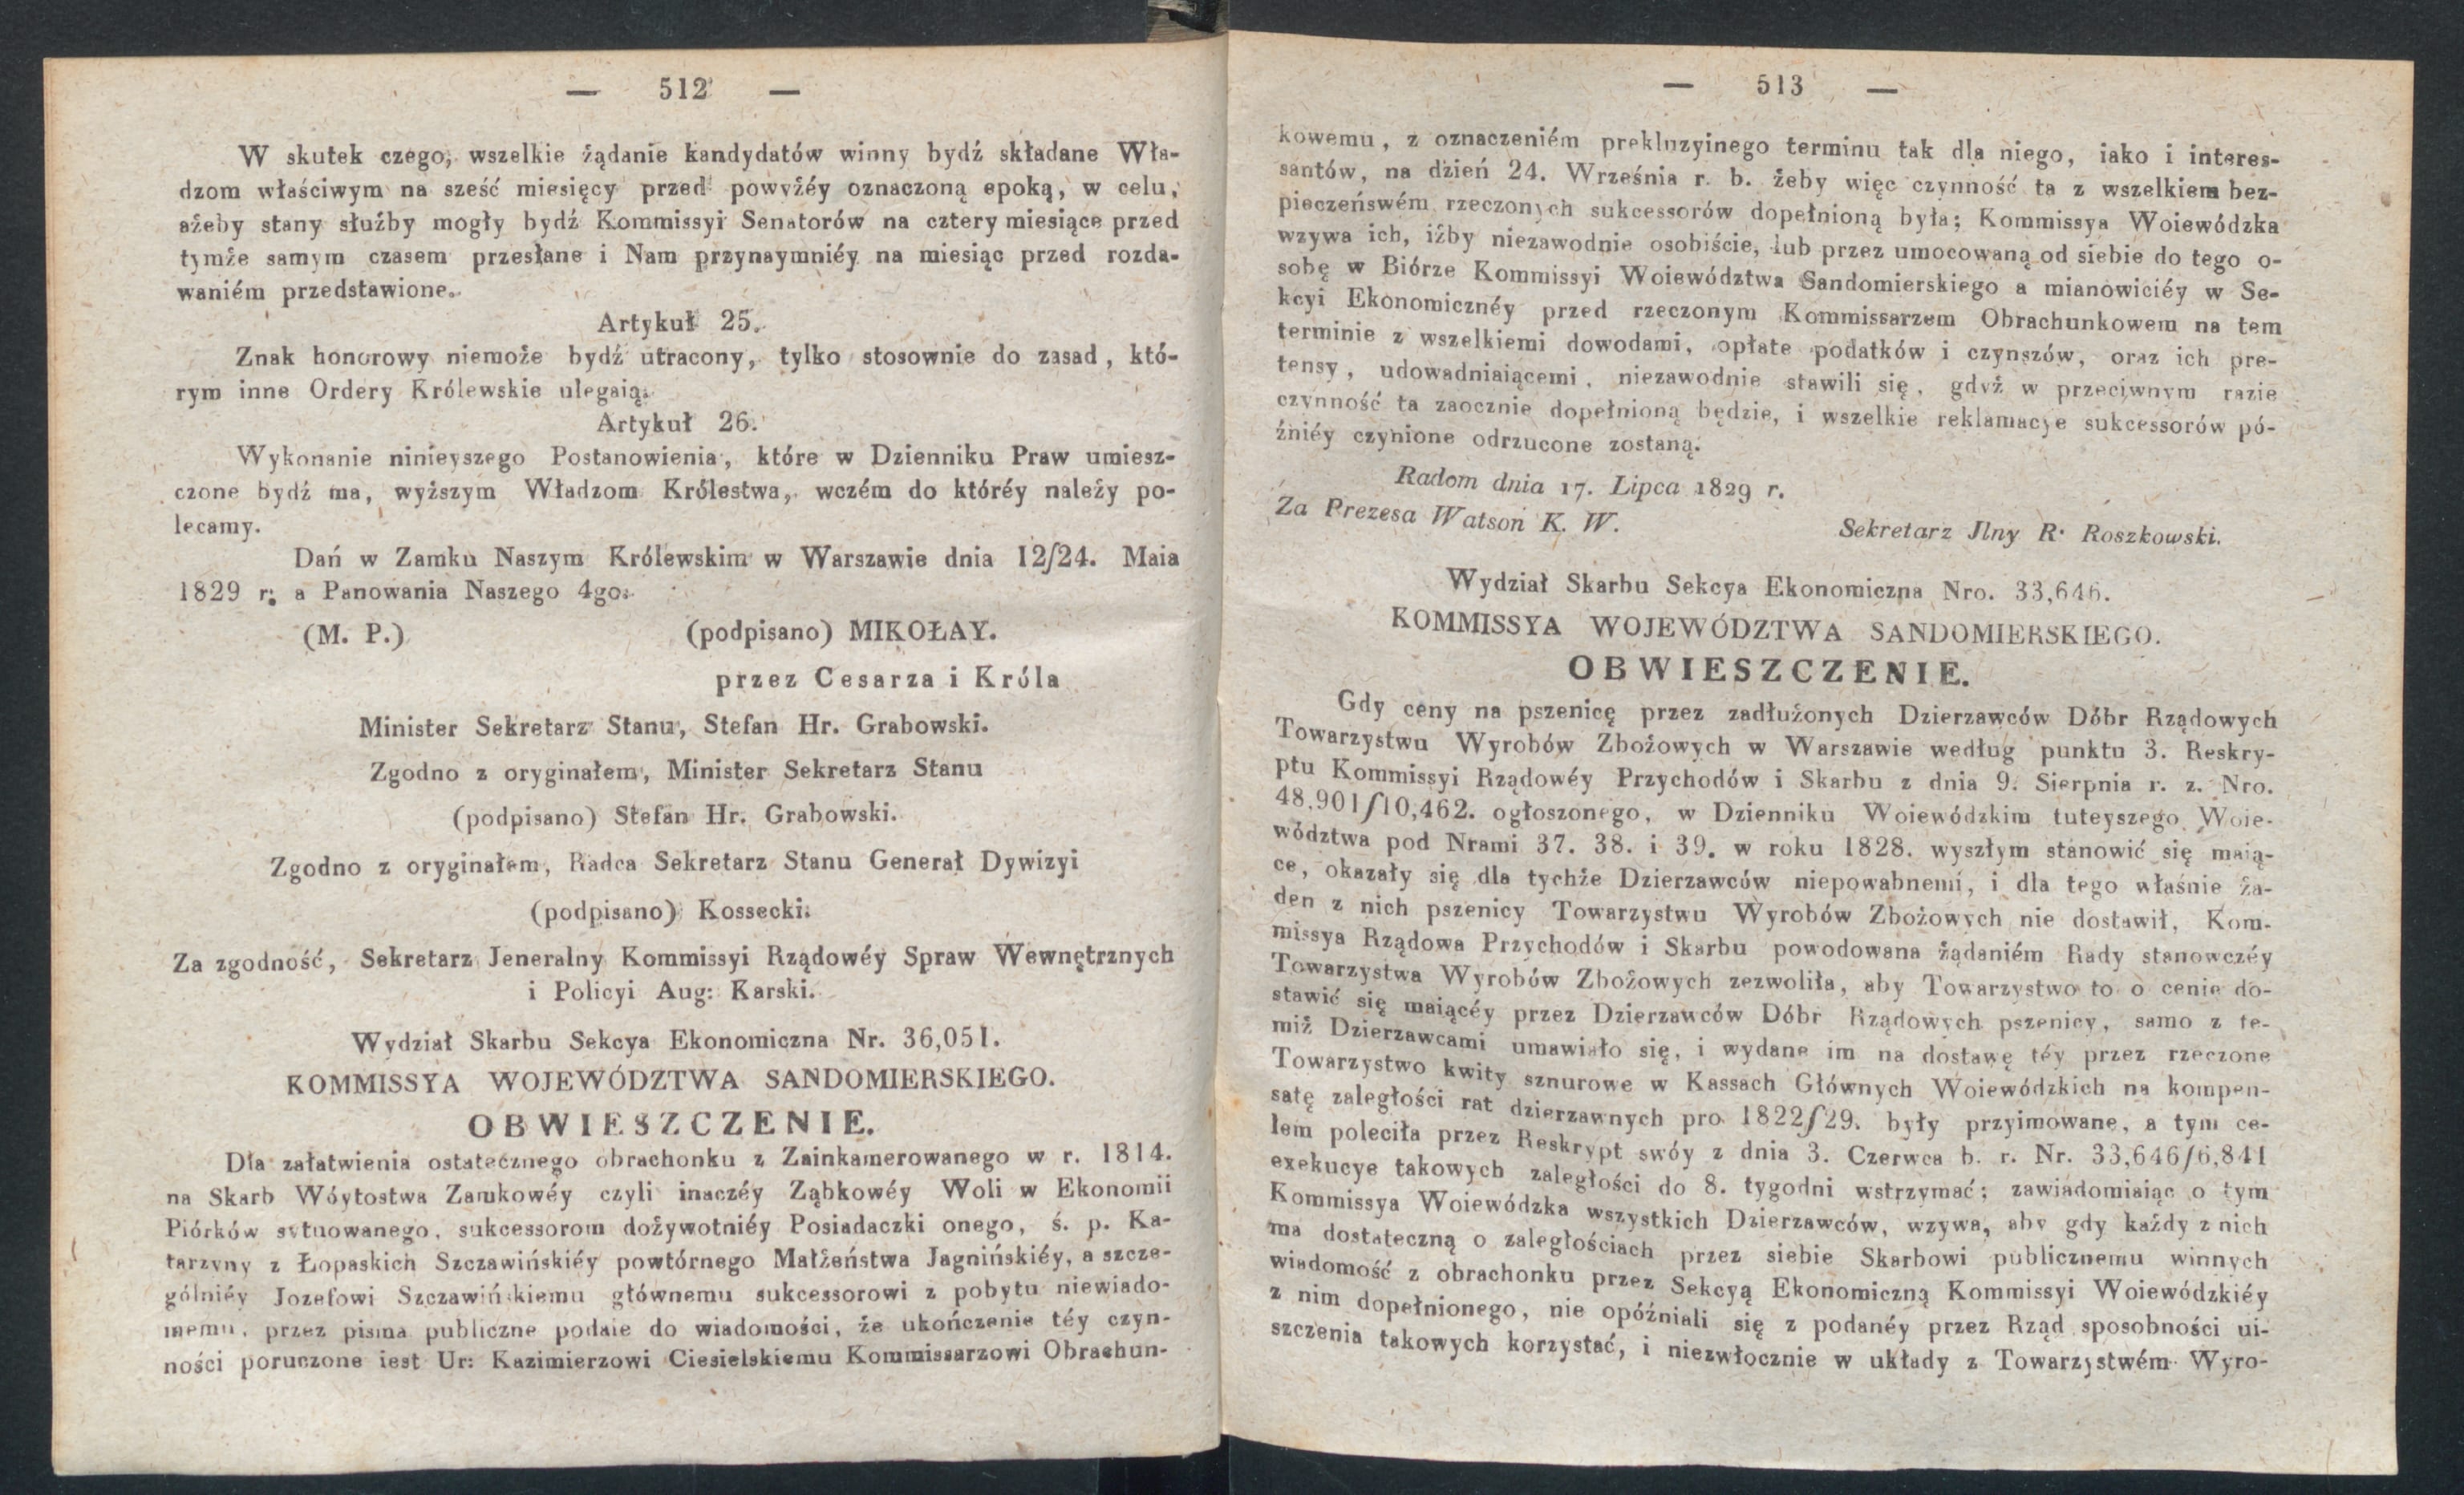 — 512 —
W skutek czego, wszelkie żądanie kandydatów winny bydź składane Wła-
dzom właściwym na sześć miesięcy przed powyżéy oznaczoną epoką, w celu,
ażeby stany służby mogły bydź Kommissyi Senatorów na cztery miesiące przed
tymże samym czasem przesłane i Nam przynaymniéy na miesiąc przed rozda-
waniém przedstawione.
Artykuł 25.
Znak honorowy niemoże bydź utracony, tylko stosownie do zasad, któ-
rym inne Ordery Królewskie ulegaią.
Artykuł 26.
Wykonanie ninieyszego Postanowienia, które w Dzienniku Praw umiesz-
czone bydź ma, wyższym Władzom Królestwa, wczém do któréy należy po-
lecamy.
Dań w Zamku Naszym Królewskim w Warszawie dnia 12/24. Maia
1829 r. a Panowania Naszego 4go.
(M. P.) (podpisano) MIKOŁAY.
przez Cesarza i Króla
Minister Sekretarz Stanu, Stefan Hr. Grabowski.
Zgodno z oryginałem, Minister Sekretarz Stanu
(podpisano) Stefan Hr. Grabowski.
Zgodno z oryginałem, Radca Sekretarz Stanu Generał Dywizyi
(podpisano) Kossecki.
Za zgodność, Sekretarz Jeneralny Kommissyi Rządowéy Spraw Wewnętrznych
i Policyi Aug: Karski.
Wydział Skarbu Sekcya Ekonomiczna Nr. 36,051.
KOMMISSYA WOJEWÓDZTWA SANDOMIERSKIEGO.
OBWIESZCZENIE.
Dla załatwienia ostatecznego obrachonku z Zainkamerowanego w r. 1814.
na Skarb Wóytostwa Zamkowéy czyli inaczéy Ząbkowéy Woli w Ekonomii
Piórków sytuowanego, sukcessorom dożywotniéy Posiadaczki onego, ś. p. Ka-
tarzyny z Łopaskich Szczawińskiéy powtórnego Małżeństwa Jagnińskiéy, a szcze-
gólniéy Jozefowi Szczawińskiemu głównemu sukcessorowi z pobytu niewiado-
memu, przez pisma publiczne podaie do wiadomości, że ukończenie téy czyn-
ności poruczone iest Ur: Kazimierzowi Ciesielskiemu Kommissarzowi Obrachun-
— 513 —
kowemu, z oznaczeniém prekluzyinego terminu tak dla niego, iako i interes-
santów, na dzień 24. Września r. b. żeby więc czynność ta z wszelkiem bez-
pieczeńswém rzeczonych sukcessorów dopełnioną była; Kommissya Woiewódzka
wzywa ich, iżby niezawodnie osobiście, lub przez umocowaną od siebie do tego o-
sobę w Biórze Kommissyi Woiewództwa Sandomierskiego a mianowiciéy w Se-
kcyi Ekonomicznéy przed rzeczonym Kommissarzem Obrachunkowem na tem
terminie z wszelkiemi dowodami, opłate podatków i czynszów, oraz ich pre-
tensy, udowadniaiącemi, niezawodnie stawili się, gdyż w przeciwnym razie
czynność ta zaocznie dopełnioną będzie, i wszelkie reklamacye sukcessorów pó-
źniéy czynione odrzucone zostaną.
Radom dnia 17. Lipca 1829 r.
Za Prezesa Watson K. W.
Sekretarz Jlny R. Roszkowski.
Wydział Skarbu Sekcya Ekonomiczna Nro. 33,646.
KOMMISSYA WOJEWÓDZTWA SANDOMIERSKIEGO.
OBWIESZCZENIE.
Gdy ceny na pszenicę przez zadłużonych Dzierzawców Dóbr Rządowych
Towarzystwu Wyrobów Zbożowych w Warszawie według punktu 3. Reskry-
ptu Kommissyi Rządowéy Przychodów i Skarbu z dnia 9. Sierpnia r. z. Nro.
48,901/10,462. ogłoszonego, w Dzienniku Woiewódzkim tuteyszego Woie-
wództwa pod Nrami 37. 38. i 39. w roku 1828. wyszłym stanowić się maią-
ce, okazały się dla tychże Dzierzawców niepowabnemi, i dla tego właśnie ża-
den z nich pszenicy Towarzystwu Wyrobów Zbożowych nie dostawił, Kom-
missya Rządowa Przychodów i Skarbu powodowana żądaniém Rady stanowczéy
Towarzystwa Wyrobów Zbożowych zezwoliła, aby Towarzystwo to o cenie do-
stawić się maiącéy przez Dzierzawców Dóbr Rządowych pszenicy, samo z te-
miż Dzierzawcami umawiało się, i wydane im na dostawę téy przez rzeczone
Towarzystwo kwity sznurowe w Kassach Głównych Woiewódzkich na kompen-
satę zaległości rat dzierzawnych pro 1822/29. były przyimowane, a tym ce-
lem poleciła przez Reskrypt swóy z dnia 3. Czerwca b. r. Nr. 33,646/6,841
exekucye takowych zaległości do 8. tygodni wstrzymać; zawiadomiaiąc o tym
Kommissya Woiewódzka wszystkich Dzierzawców, wzywa, aby gdy każdy z nich
ma dostateczną o zaległościach przez siebie Skarbowi publicznemu winnych
wiadomość z obrachonku przez Sekcyą Ekonomiczną Kommissyi Woiewódzkiéy
z nim dopełnionego, nie opóźniali się z podanéy przez Rząd sposobności ui-
szczenia takowych korzystać, i niezwłocznie w układy z Towarzystwém Wyro-